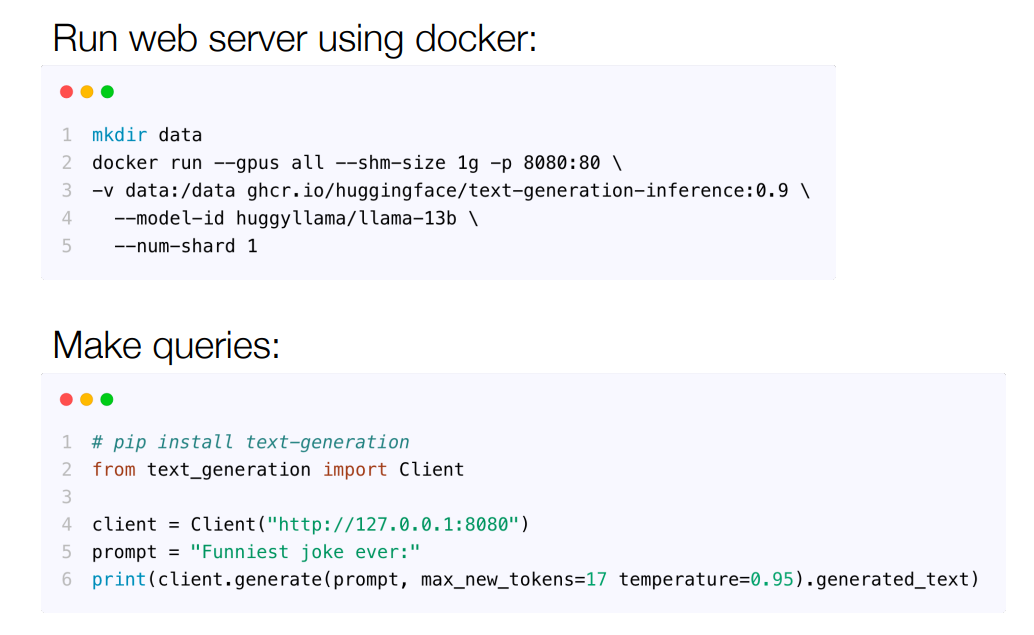 Run web server using docker:
1 mkdir data
2 docker run --gpus all --shm-size 1g -p 8080:80 \
3 -v data:/data ghcr.io/huggingface/text-generation-inference:0.9 \
4   --model-id huggyllama/llama-13b \
5   --num-shard 1
Make queries:
1 # pip install text-generation
2 from text_generation import Client
3
4 client = Client("http://127.0.0.1:8080")
5 prompt = "Funniest joke ever:"
6 print(client.generate(prompt, max_new_tokens=17 temperature=0.95).generated_text)